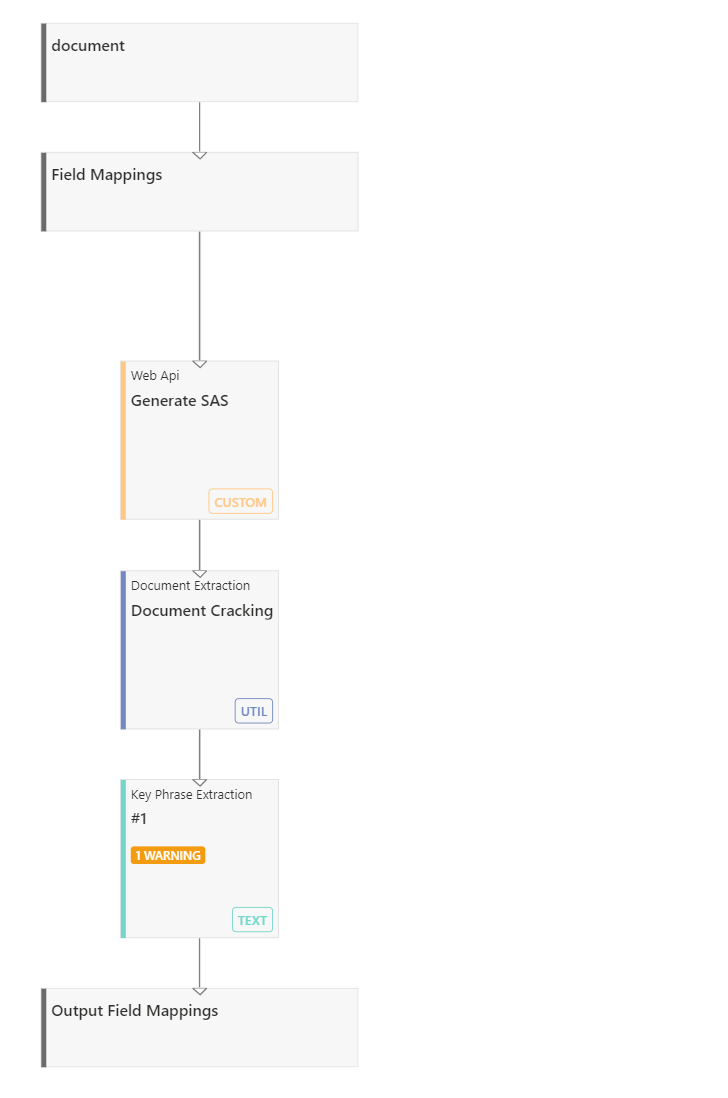 document
Field Mappings
Web Api
Generate SAS
CUSTOM
Document Extraction
Document Cracking
UTIL
Key Phrase Extraction
#1
1 WARNING
TEXT
Output Field Mappings